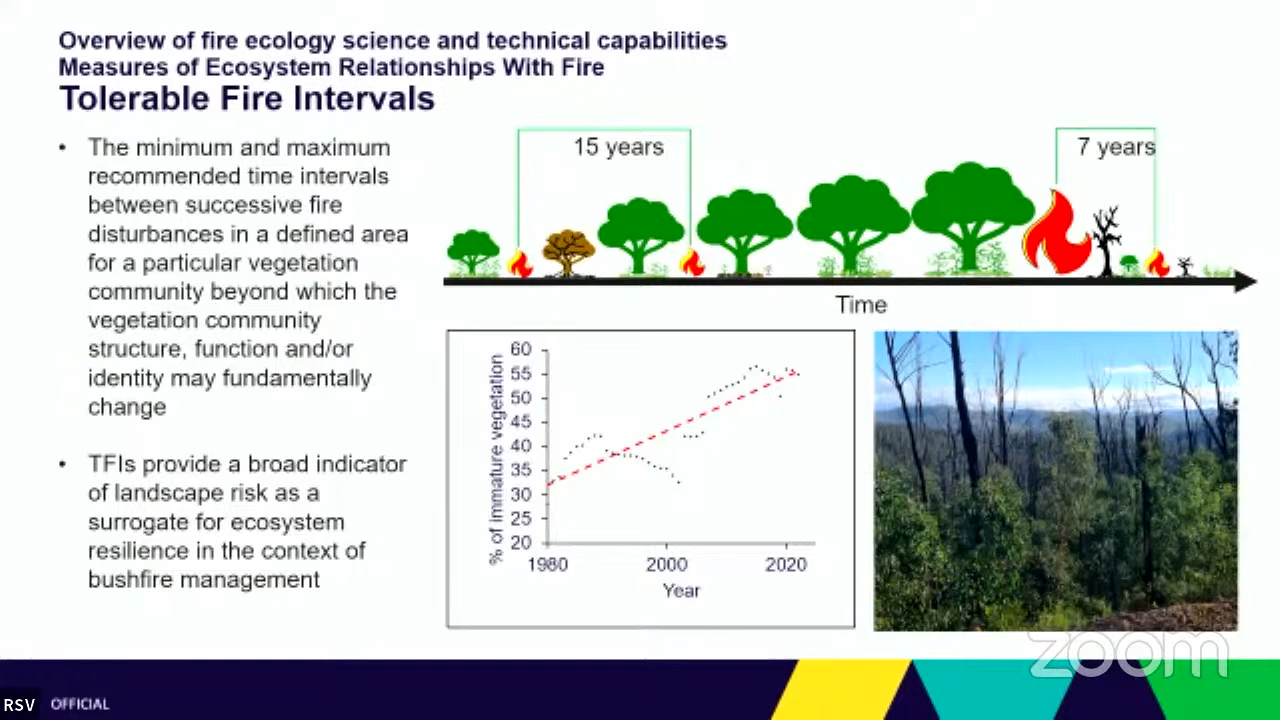 Overview of fire ecology science and technical capabilities
Measures of Ecosystem Relationships With Fire
Tolerable Fire Intervals
• The minimum and maximum
recommended time intervals
between successive fire
disturbances in a defined area
for a particular vegetation
community beyond which the
vegetation community
structure, function and/or
identity may fundamentally
change
• TFIs provide a broad indicator
of landscape risk as a
surrogate for ecosystem
resilience in the context of
bushfire management
15 years
7 years
Time
% of immature vegetation
60
55
50
45
40
35
30
25
20
1980 2000 2020
Year
zoom
RSV OFFICIAL